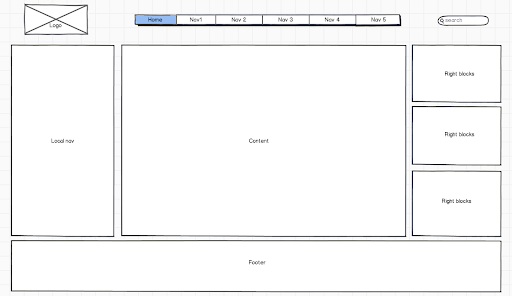 Logo
Home Nav1 Nav 2 Nav 3 Nav 4 Nav 5
search
Local nav
Content
Right blocks
Right blocks
Right blocks
Footer